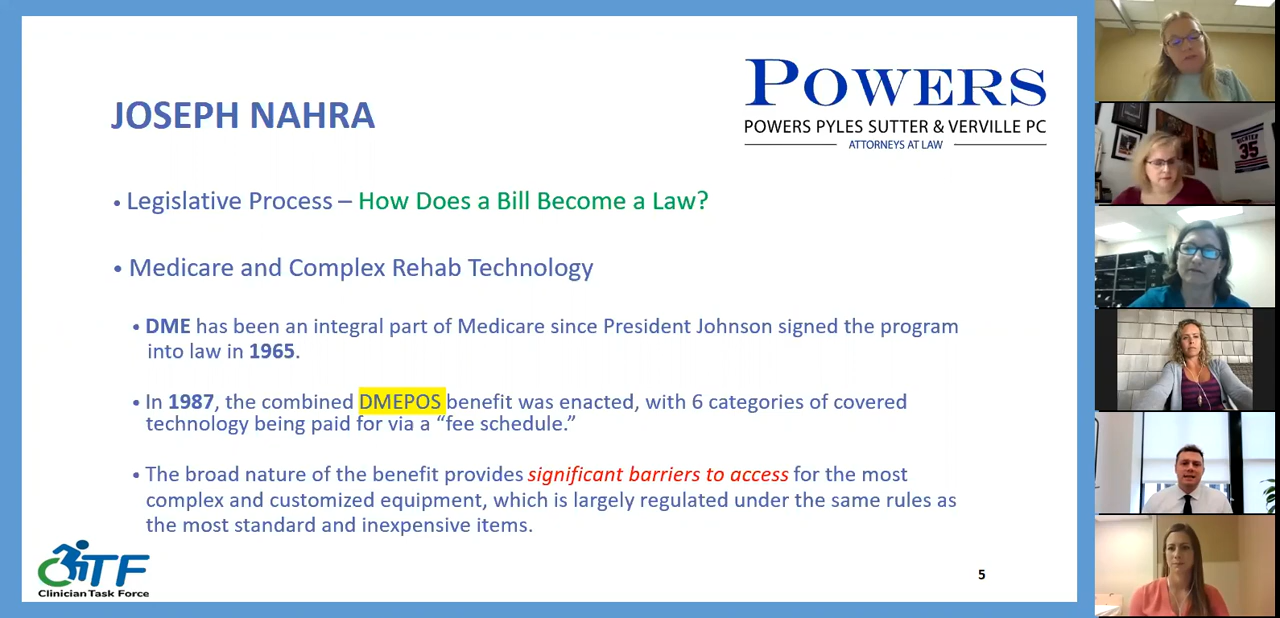 POWERS
POWERS PYLES SUTTER & VERVILLE PC
ATTORNEYS AT LAW
JOSEPH NAHRA
• Legislative Process – How Does a Bill Become a Law?
• Medicare and Complex Rehab Technology
• DME has been an integral part of Medicare since President Johnson signed the program
into law in 1965.
• In 1987, the combined DMEPOS benefit was enacted, with 6 categories of covered
technology being paid for via a “fee schedule.”
• The broad nature of the benefit provides significant barriers to access for the most
complex and customized equipment, which is largely regulated under the same rules as
the most standard and inexpensive items.
CTF
Clinician Task Force
5
35